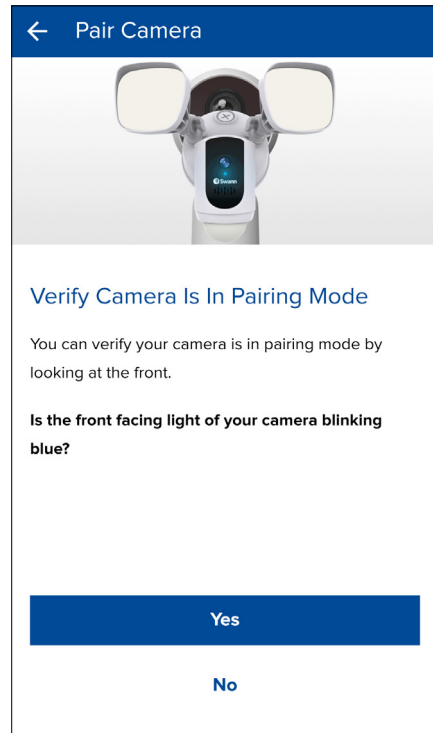 Pair Camera
Swann
Verify Camera Is In Pairing Mode
You can verify your camera is in pairing mode by
looking at the front.
Is the front facing light of your camera blinking
blue?
Yes
No